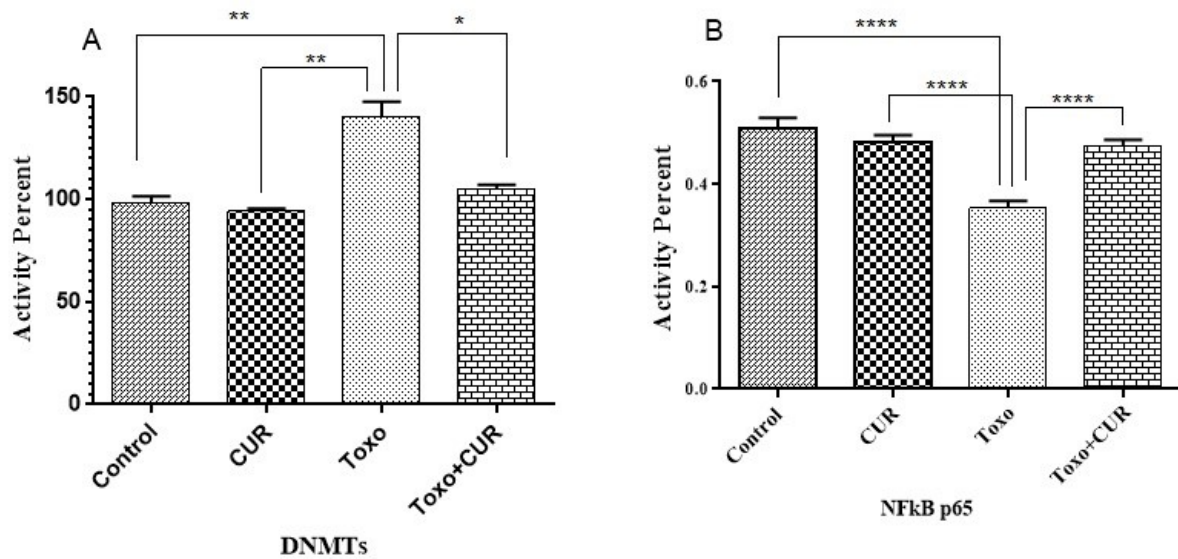 A
**
*
**
Activity Percent
150
100
50
0
Control
CUR
Toxo
Toxo+CUR
DNMTs
B
****
****
****
Activity Percent
0.6
0.4
0.2
0.0
Control
CUR
Toxo
Toxo+CUR
NFkB p65